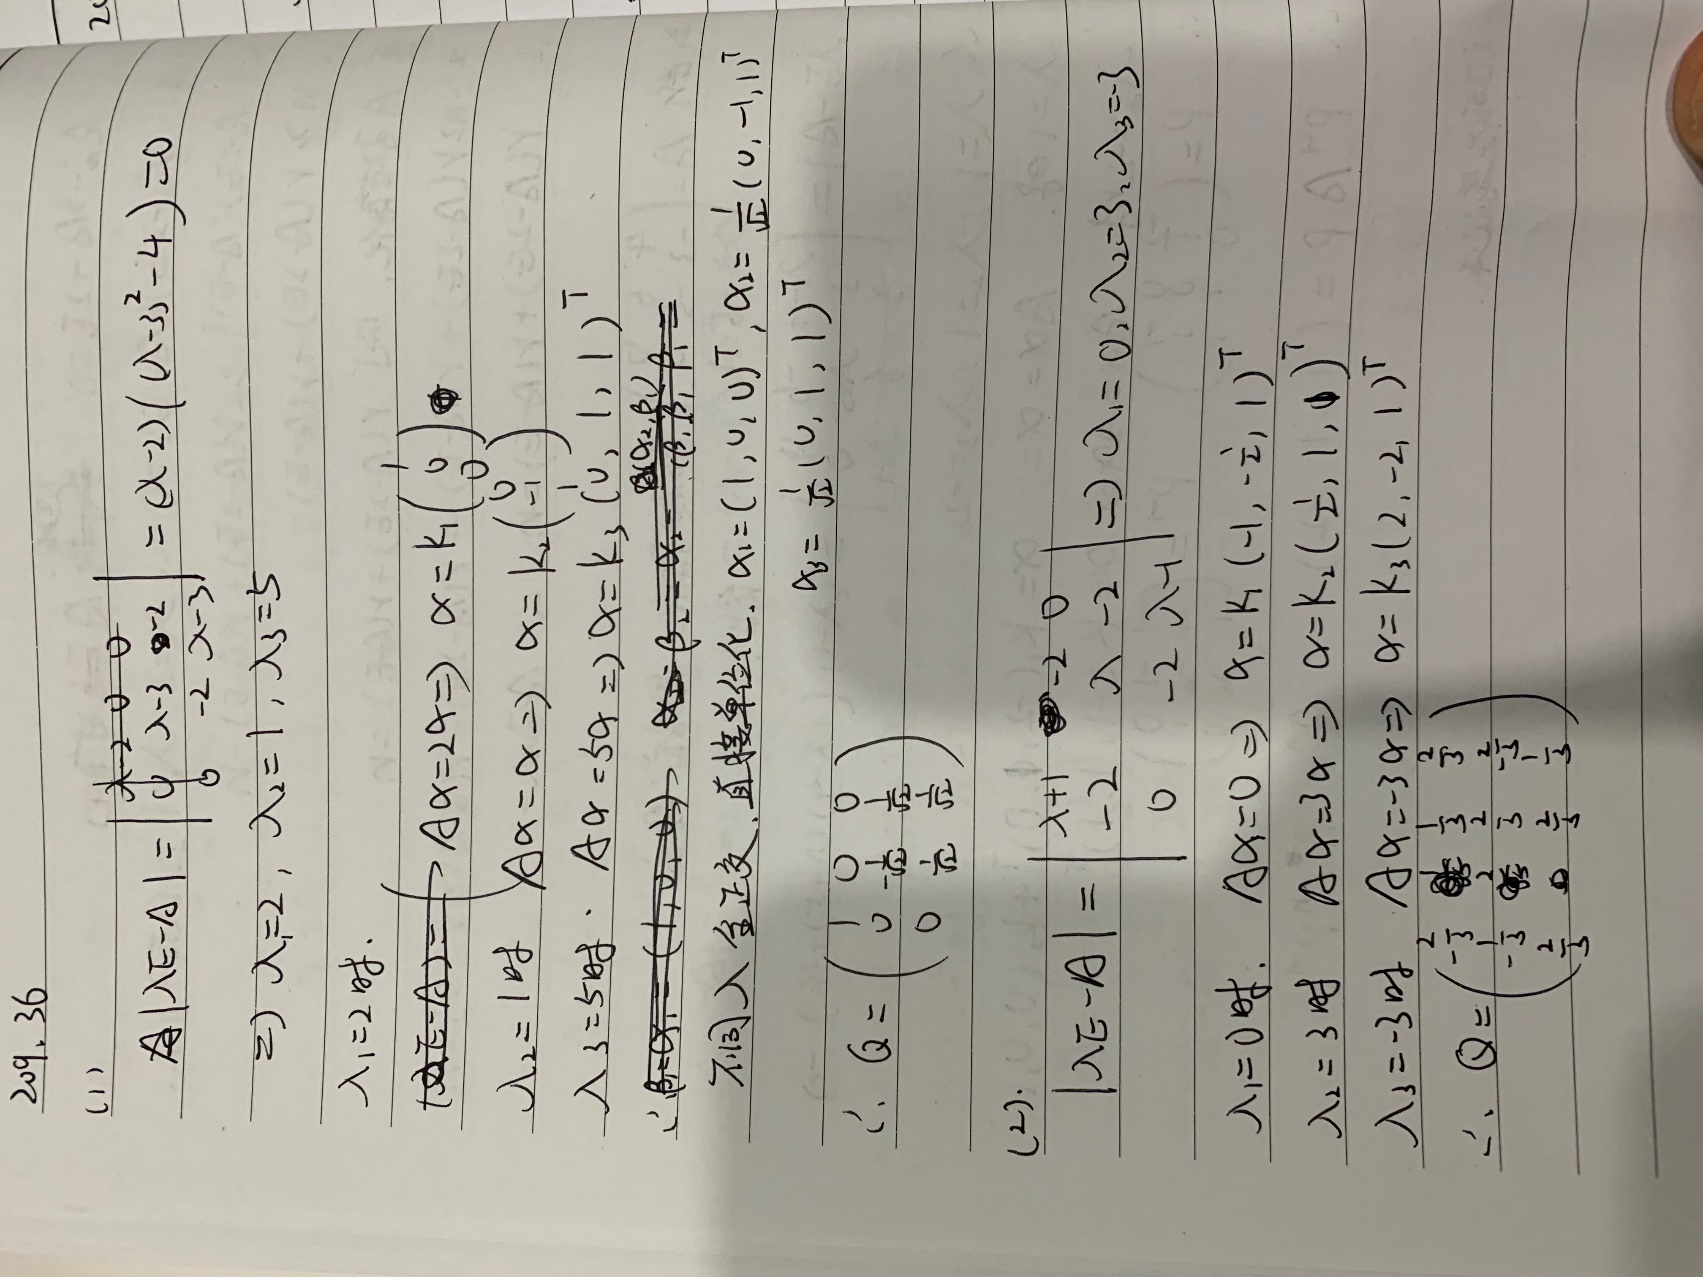 209.36
(1)
|λE-A| = | λ-2 0 0 | = (λ-2)((λ-3)²-4)=0
0 λ-3 -2
0 -2 λ-3
=) λ₁=2, λ₂=1, λ₃=5
λ₁=2时.
Aα=2α=) α=k₁(1 0 0)
λ₂=1时 Aα=α=) α=k₂(0 -1 1)
λ3=5时. Aα=5α=) α=k₃(0,1,1)ᵀ
不同λ全正交,直接单位化. α₁=(1,0,0)ᵀ, α₂=1/√2(0,-1,1)ᵀ
α₃=1/√2(0,1,1)ᵀ
∴ Q = ( 1 0 0
0 -1/√2 1/√2
0 1/√2 1/√2 )
(2).
|λE-A| = | λ+1 -2 0
-2 λ -2 | =) λ₁=0,λ₂=3,λ₃=-3
0 -2 λ-1
λ₁=0时. Aα=0=) α=k₁(-1,-1/2,1)ᵀ
λ₂=3时 Aα=3α=) α=k₂(1/2,1,1)ᵀ
λ₃=-3时 Aα=-3α=) α=k₃(2,-2,1)ᵀ
∴ Q= ( -2/3 1/3 2/3
-1/3 2/3 -2/3
2/3 2/3 1/3 )